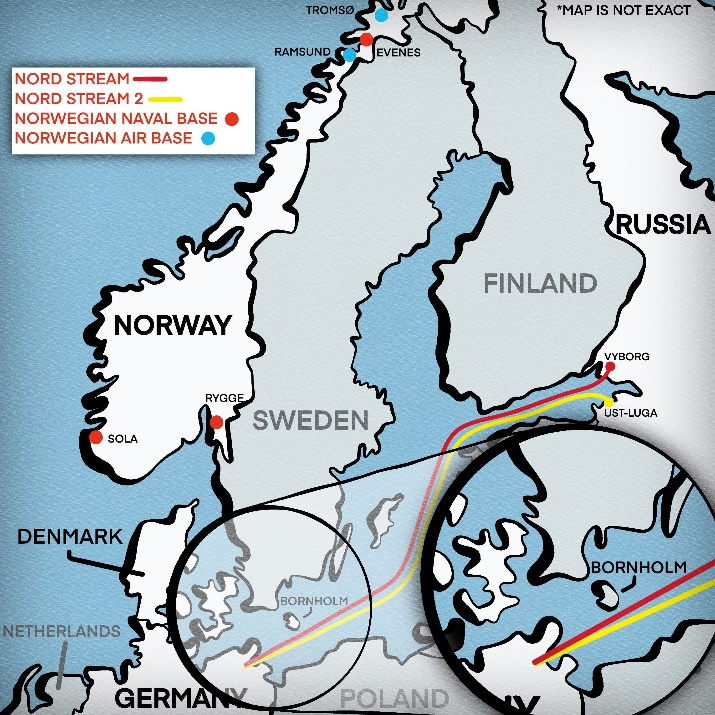 TROMSØ
*MAP IS NOT EXACT
RAMSUND
EVENES
NORD STREAM
NORD STREAM 2
NORWEGIAN NAVAL BASE
NORWEGIAN AIR BASE
RUSSIA
FINLAND
NORWAY
VYBORG
RYGGE
UST-LUGA
SWEDEN
SOLA
DENMARK
BORNHOLM
BORNHOLM
NETHERLANDS
GERMANY
POLAND
NY